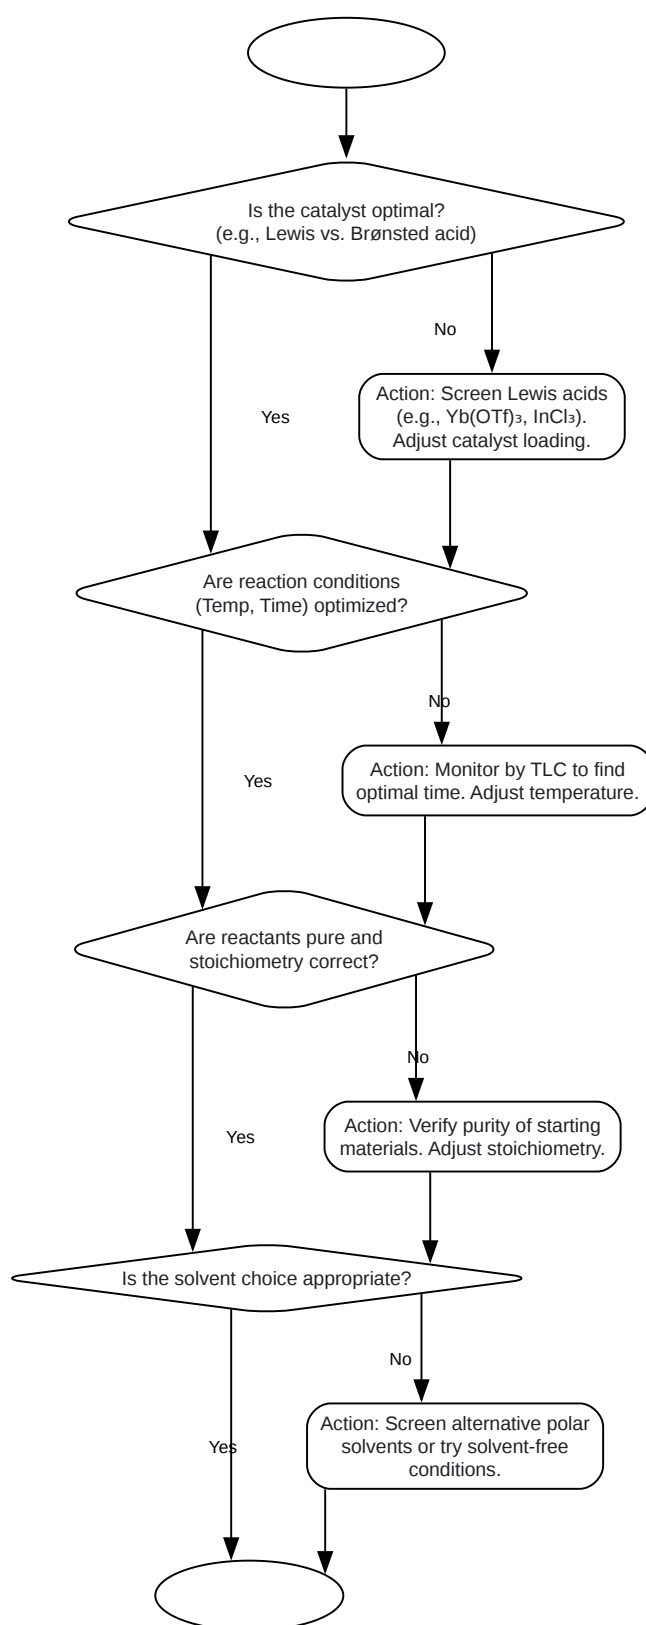 Is the catalyst optimal?
(e.g., Lewis vs. Brønsted acid)
No
Action: Screen Lewis acids
(e.g., Yb(OTf)₃, InCl₃).
Adjust catalyst loading.
Yes
Are reaction conditions
(Temp, Time) optimized?
No
Action: Monitor by TLC to find
optimal time. Adjust temperature.
Yes
Are reactants pure and
stoichiometry correct?
No
Action: Verify purity of starting
materials. Adjust stoichiometry.
Yes
Is the solvent choice appropriate?
No
Action: Screen alternative polar
solvents or try solvent-free
conditions.
Yes